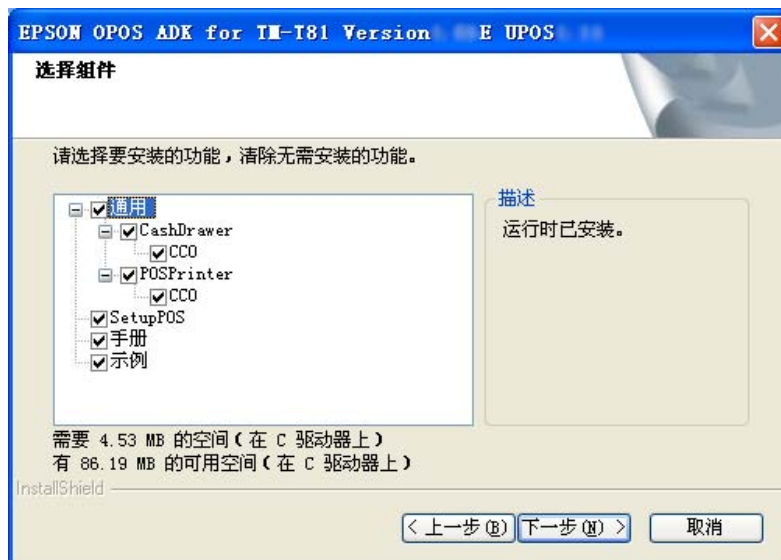 EPSON OPOS ADK for TM-T81 Version E UPOS
选择组件
请选择要安装的功能，清除无需安装的功能。
通用
CashDrawer
CCO
POSPrinter
CCO
SetupPOS
手册
示例
描述
运行时已安装。
需要 4.53 MB 的空间(在 C 驱动器上)
有 86.19 MB 的可用空间(在 C 驱动器上)
InstallShield
< 上一步(B) 下一步(N) > 取消